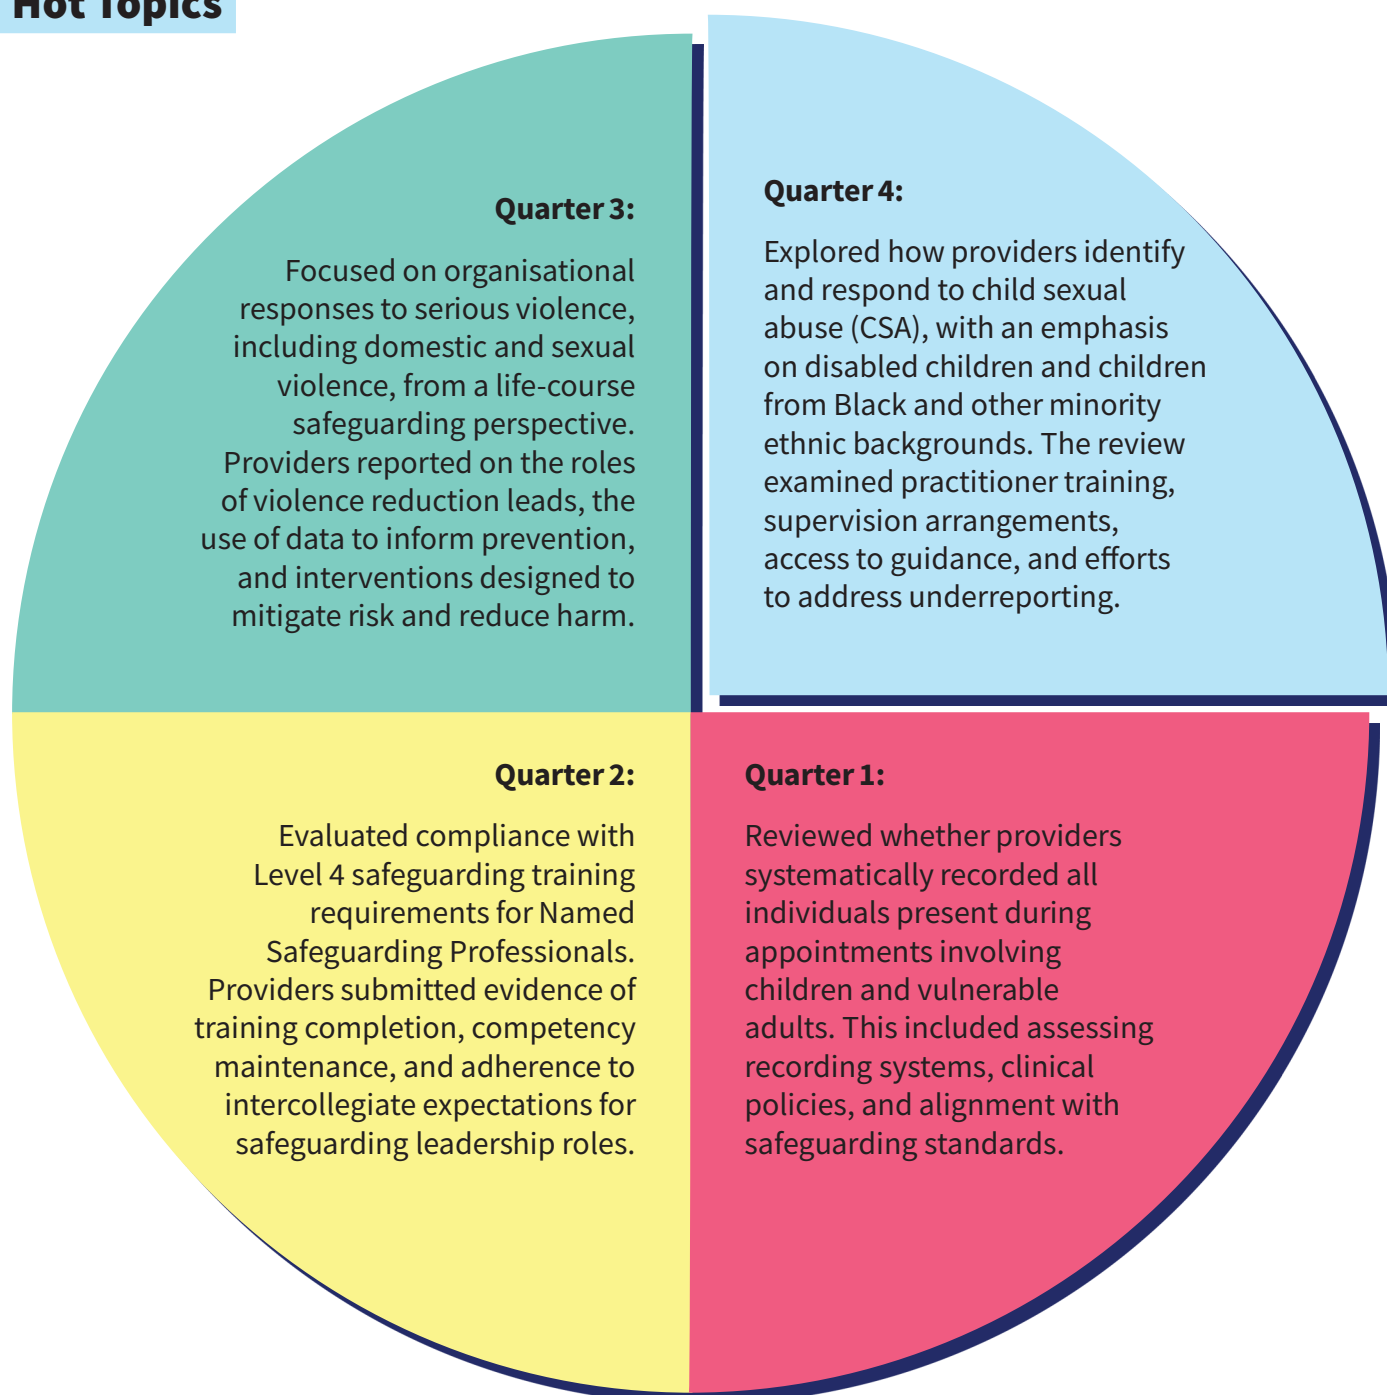 Hot Topics
Quarter 3:
Focused on organisational
responses to serious violence,
including domestic and sexual
violence, from a life-course
safeguarding perspective.
Providers reported on the roles
of violence reduction leads, the
use of data to inform prevention,
and interventions designed to
mitigate risk and reduce harm.
Quarter 4:
Explored how providers identify
and respond to child sexual
abuse (CSA), with an emphasis
on disabled children and children
from Black and other minority
ethnic backgrounds. The review
examined practitioner training,
supervision arrangements,
access to guidance, and efforts
to address underreporting.
Quarter 2:
Evaluated compliance with
Level 4 safeguarding training
requirements for Named
Safeguarding Professionals.
Providers submitted evidence of
training completion, competency
maintenance, and adherence to
intercollegiate expectations for
safeguarding leadership roles.
Quarter 1:
Reviewed whether providers
systematically recorded all
individuals present during
appointments involving
children and vulnerable
adults. This included assessing
recording systems, clinical
policies, and alignment with
safeguarding standards.